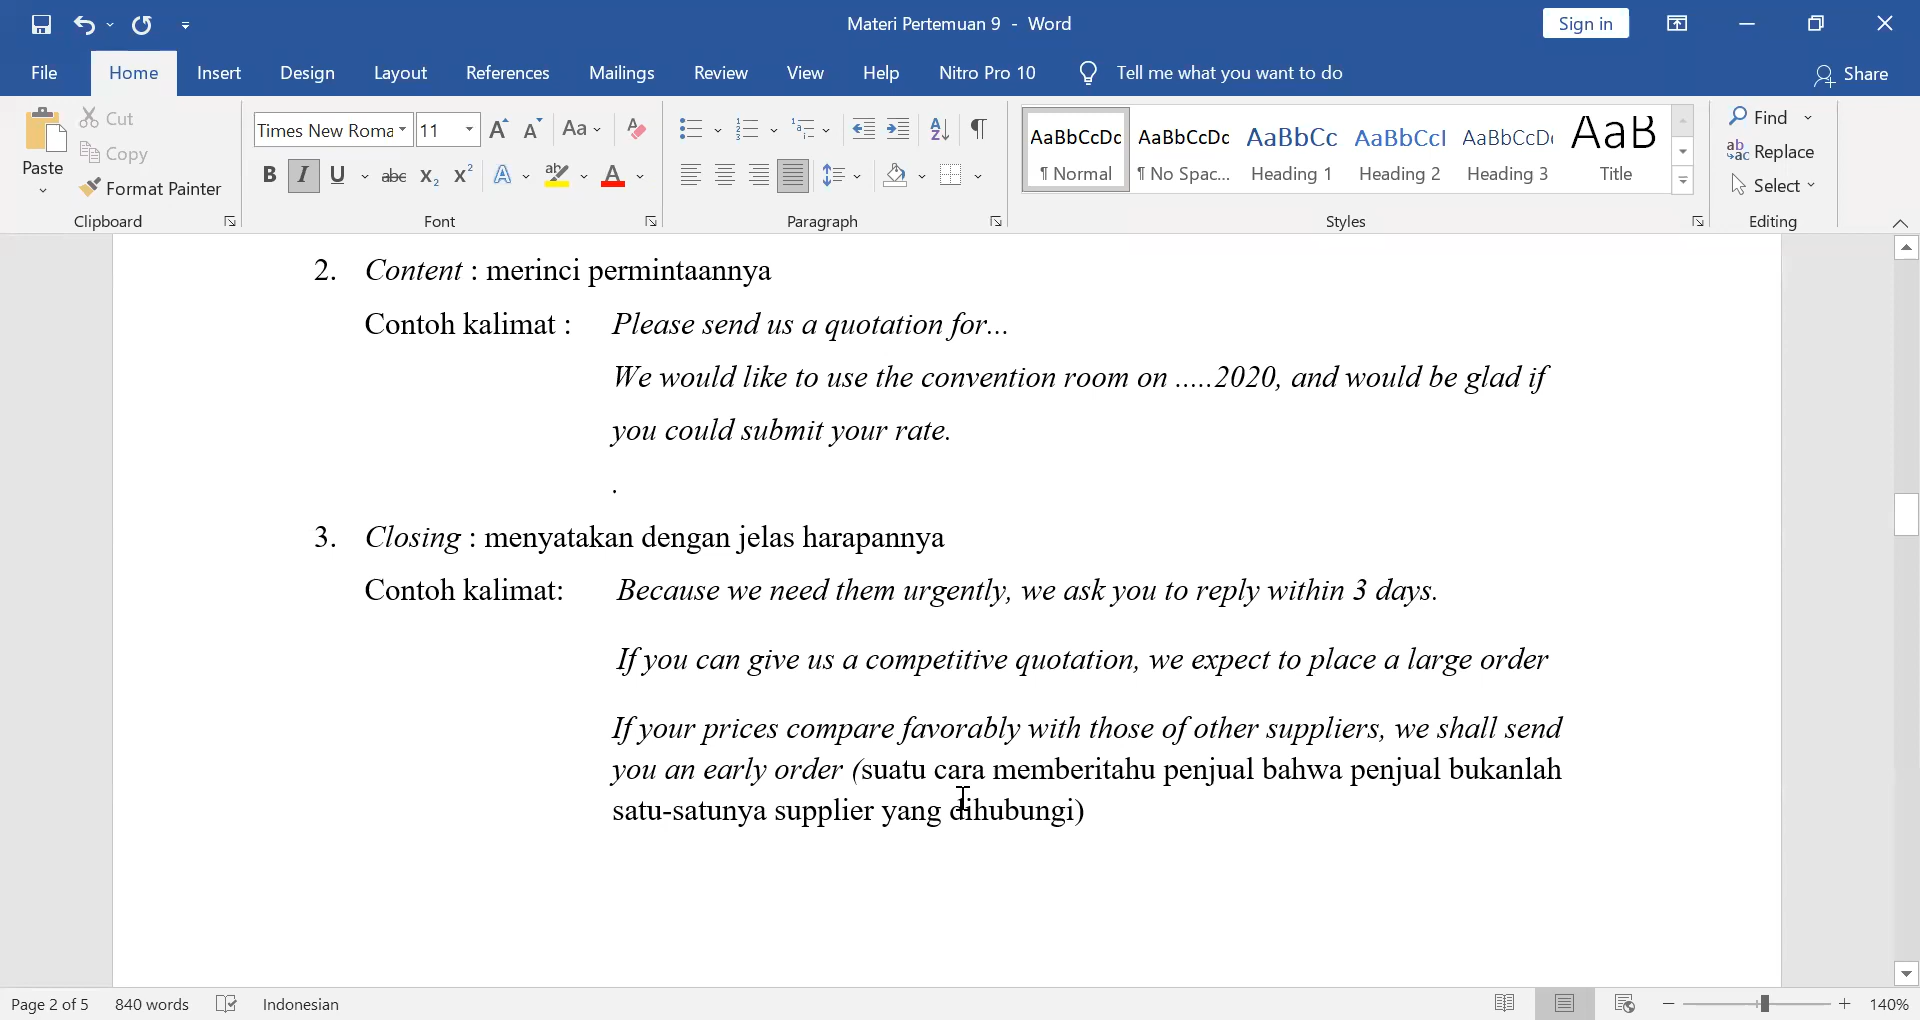 Materi Pertemuan 9 - Word
Sign in
File Home Insert Design Layout References Mailings Review View Help Nitro Pro 10 Tell me what you want to do Share
Paste
Cut
Copy
Format Painter
Clipboard
Times New Roma 11
Font
Paragraph
AaBbCcDc AaBbCcDc AaBbCc AaBbCcI AaBbCcD AaB
¶ Normal ¶ No Spac... Heading 1 Heading 2 Heading 3 Title
Styles
Find
Replace
Select
Editing
2. Content : merinci permintaannya
Contoh kalimat : Please send us a quotation for...
We would like to use the convention room on .....2020, and would be glad if
you could submit your rate.
.
3. Closing : menyatakan dengan jelas harapannya
Contoh kalimat: Because we need them urgently, we ask you to reply within 3 days.
If you can give us a competitive quotation, we expect to place a large order
If your prices compare favorably with those of other suppliers, we shall send
you an early order (suatu cara memberitahu penjual bahwa penjual bukanlah
satu-satunya supplier yang dihubungi)
Page 2 of 5 840 words Indonesian 140%